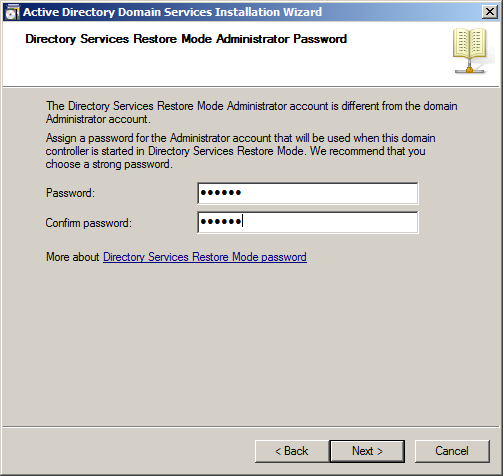 Active Directory Domain Services Installation Wizard
Directory Services Restore Mode Administrator Password
The Directory Services Restore Mode Administrator account is different from the domain
Administrator account.
Assign a password for the Administrator account that will be used when this domain
controller is started in Directory Services Restore Mode. We recommend that you
choose a strong password.
Password: ••••••
Confirm password: ••••••
More about Directory Services Restore Mode password
< Back Next > Cancel